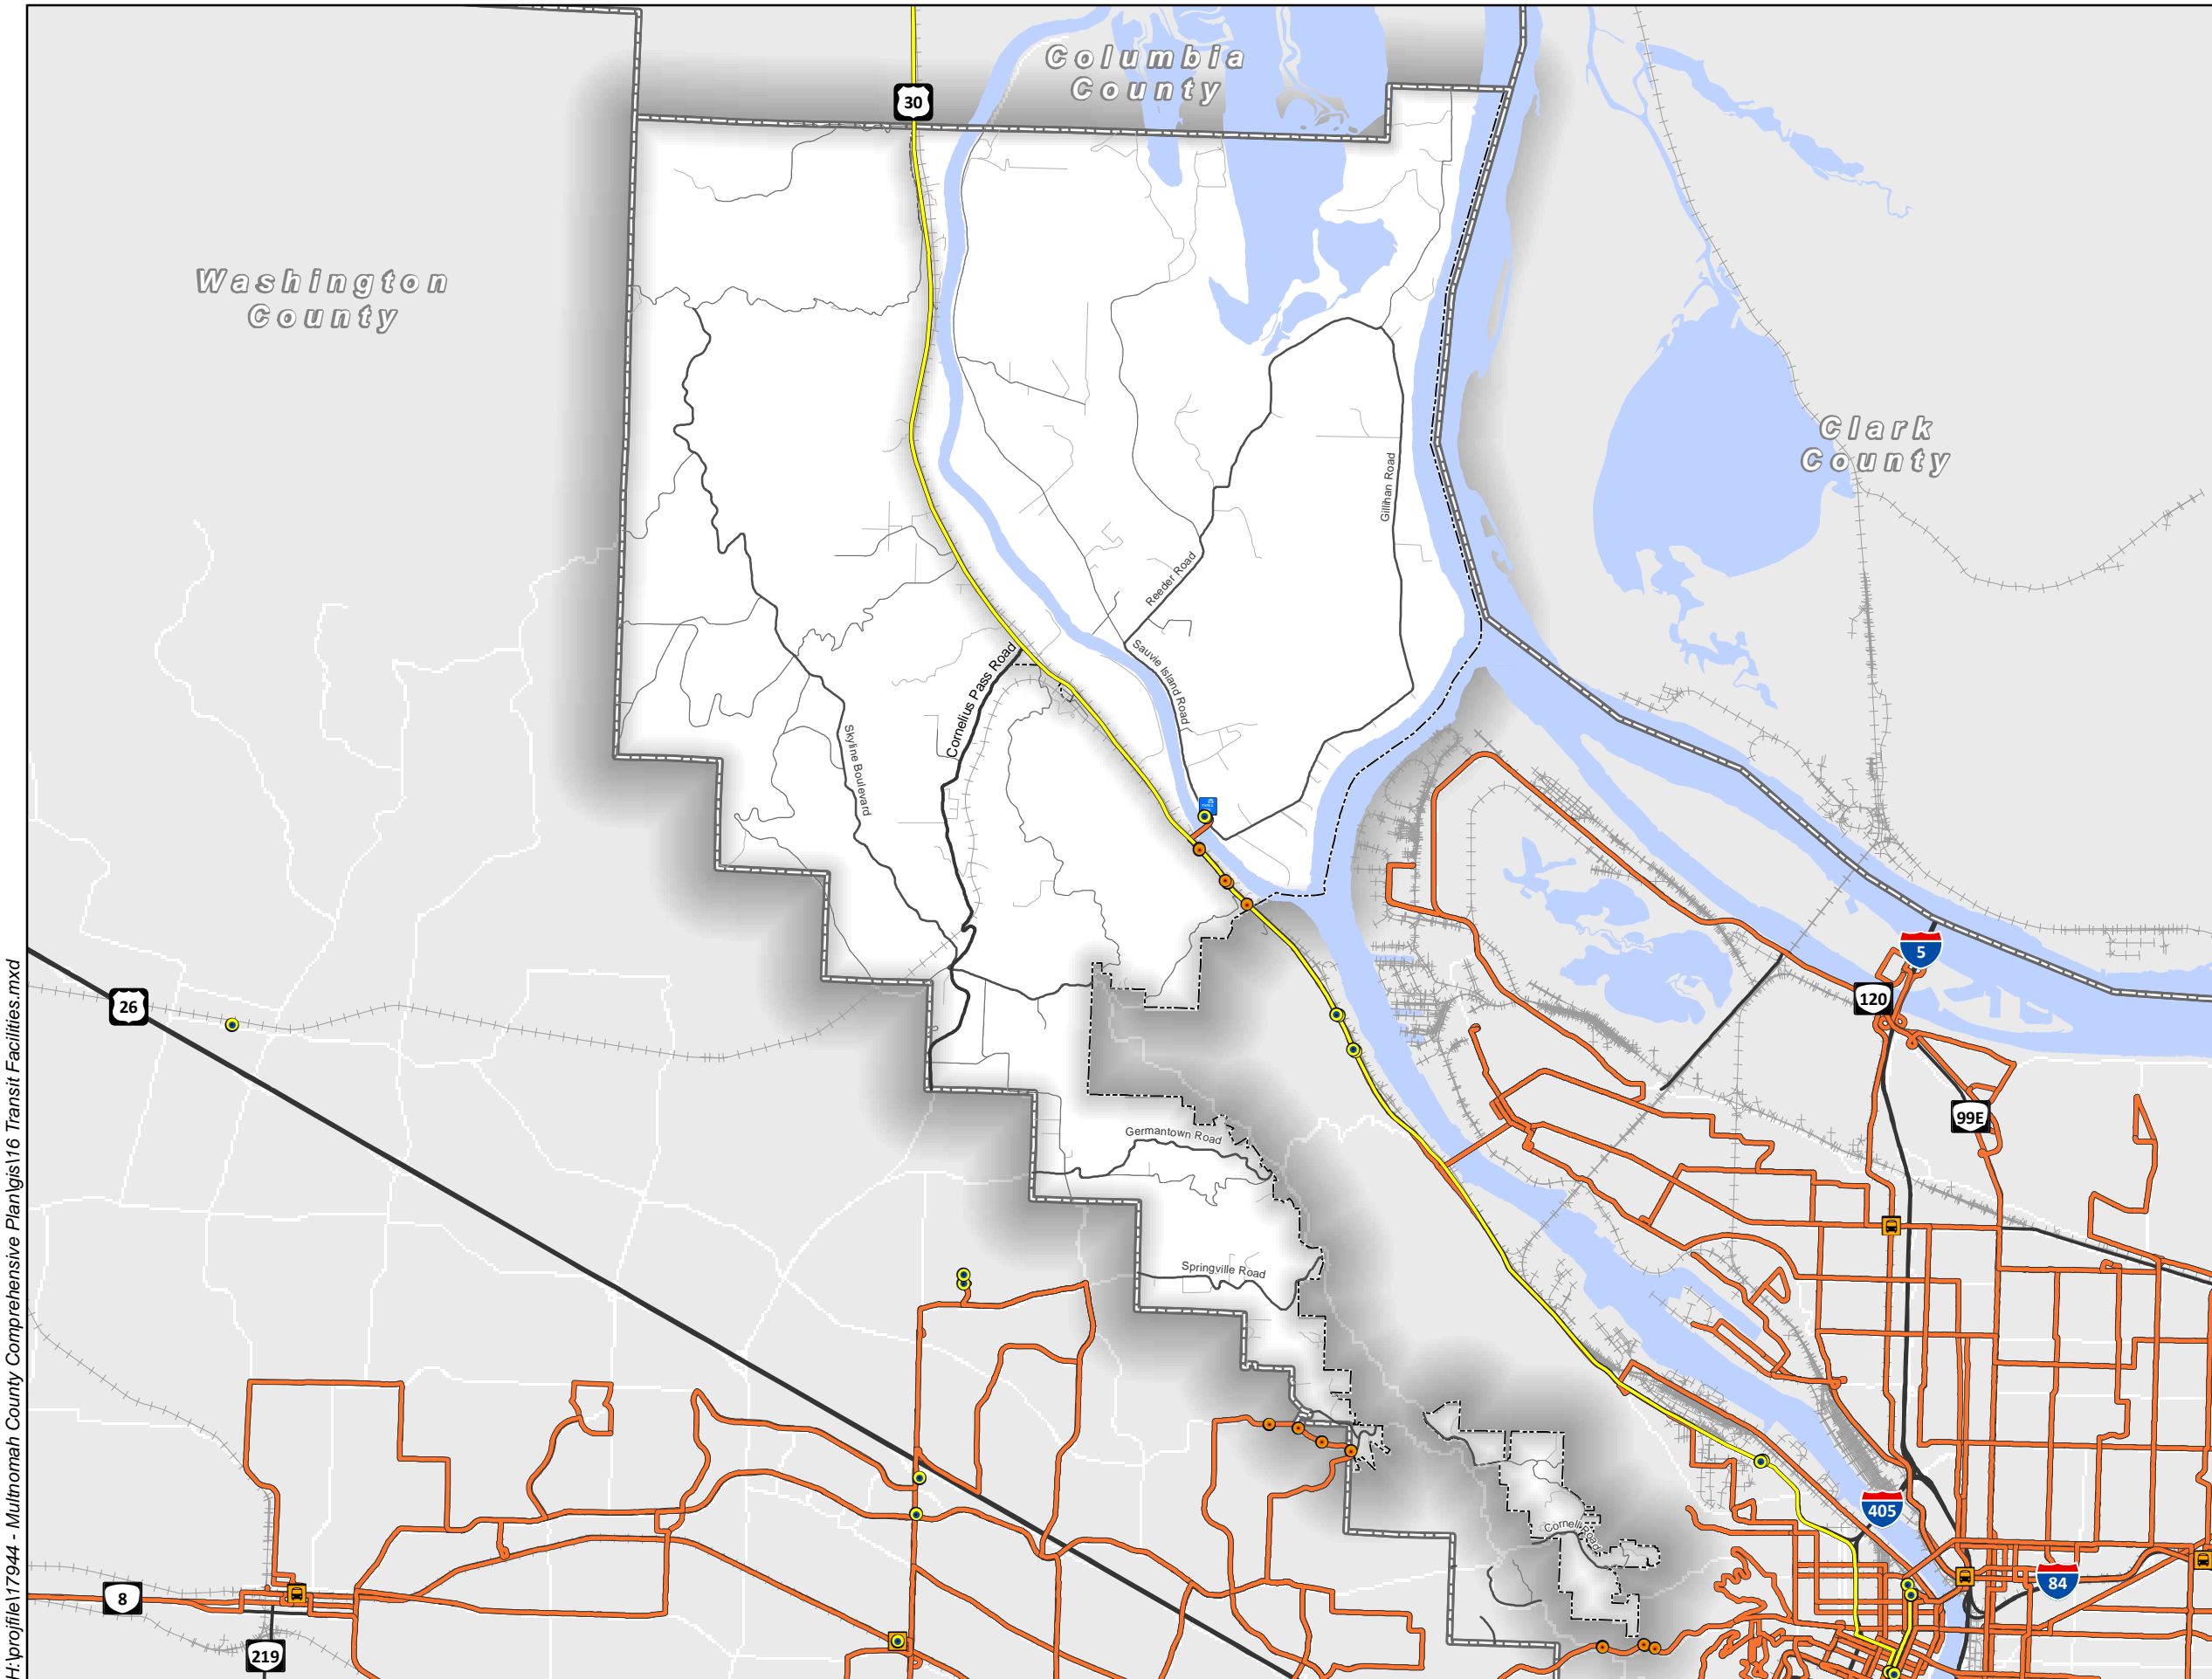 Columbia
County
30
Washington
County
Clark
County
Gillihan Road
Reeder Road
Sauvie Island Road
Cornelius Pass Road
Skyline Boulevard
5
120
26
99E
Germantown Road
Springville Road
405
Cornell Road
84
8
219
H:\projfile\17944 - Multnomah County Comprehensive Plan\gis\16 Transit Facilities.mxd